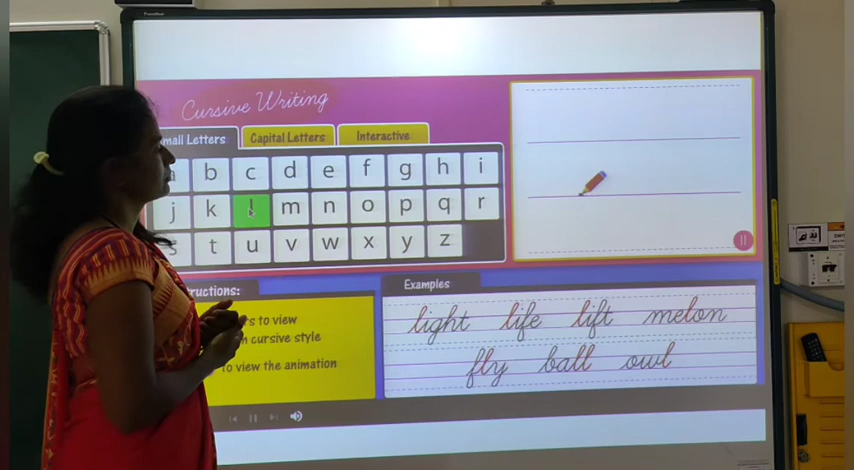 Cursive Writing
mall Letters Capital Letters Interactive
a b c d e f g h i
j k l m n o p q r
s t u v w x y z
ructions:
rs to view
n cursive style
to view the animation
Examples
light life lift melon
fly ball owl